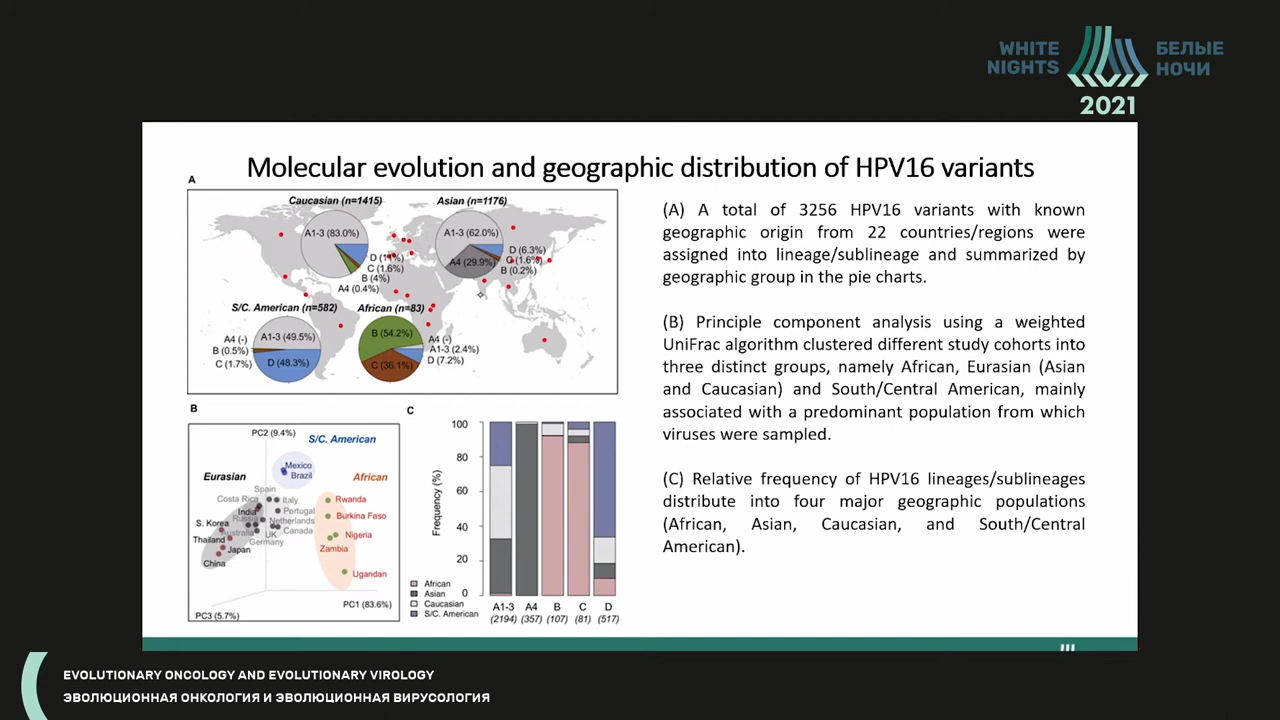 WHITE NIGHTS
БЕЛЫЕ НОЧИ
2021
Molecular evolution and geographic distribution of HPV16 variants
A
Caucasian (n=1415)
A1-3 (83.0%)
C (1.6%)
B (4%)
A4 (0.4%)
Asian (n=1176)
A1-3 (62.0%)
A4 (29.9%)
D (6.3%)
C (1.6%)
B (0.2%)
S/C. American (n=582)
A1-3 (49.5%)
A4 (-)
B (0.5%)
C (1.7%)
D (48.3%)
African (n=83)
B (54.2%)
C (36.1%)
A4 (-)
A1-3 (2.4%)
D (7.2%)
(A) A total of 3256 HPV16 variants with known
geographic origin from 22 countries/regions were
assigned into lineage/sublineage and summarized by
geographic group in the pie charts.
(B) Principle component analysis using a weighted
UniFrac algorithm clustered different study cohorts into
three distinct groups, namely African, Eurasian (Asian
and Caucasian) and South/Central American, mainly
associated with a predominant population from which
viruses were sampled.
(C) Relative frequency of HPV16 lineages/sublineages
distribute into four major geographic populations
(African, Asian, Caucasian, and South/Central
American).
B
PC2 (9.4%)
S/C. American
Mexico
Brazil
Eurasian
African
Spain
Costa Rica
Italy
Rwanda
India
Portugal
Burkina Faso
S. Korea
Russia
Netherlands
Australia
UK
Canada
Nigeria
Thailand
Germany
Japan
Zambia
China
Ugandan
PC1 (83.6%)
PC3 (5.7%)
C
Frequency (%)
100
80
60
40
20
0
African
Asian
Caucasian
S/C. American
A1-3 A4 B C D
(2194) (357) (107) (81) (517)
EVOLUTIONARY ONCOLOGY AND EVOLUTIONARY VIROLOGY
ЭВОЛЮЦИОННАЯ ОНКОЛОГИЯ И ЭВОЛЮЦИОННАЯ ВИРУСОЛОГИЯ